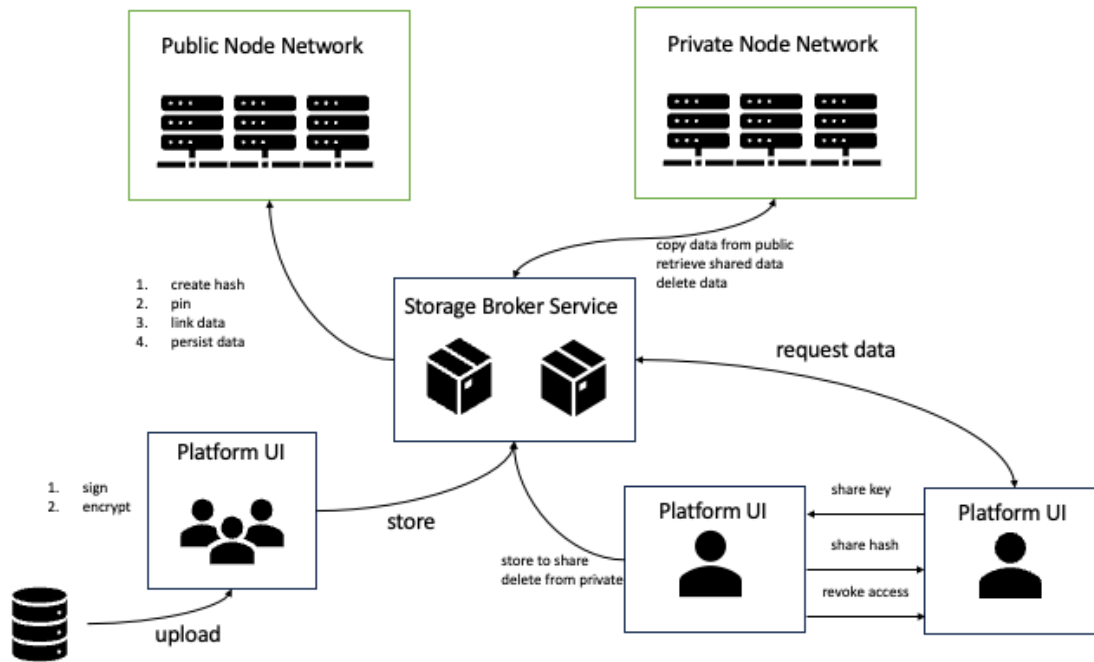 Public Node Network
Private Node Network
copy data from public
retrieve shared data
delete data
1. create hash
2. pin
3. link data
4. persist data
Storage Broker Service
request data
Platform UI
1. sign
2. encrypt
store
upload
store to share
delete from private
Platform UI
share key
share hash
revoke access
Platform UI